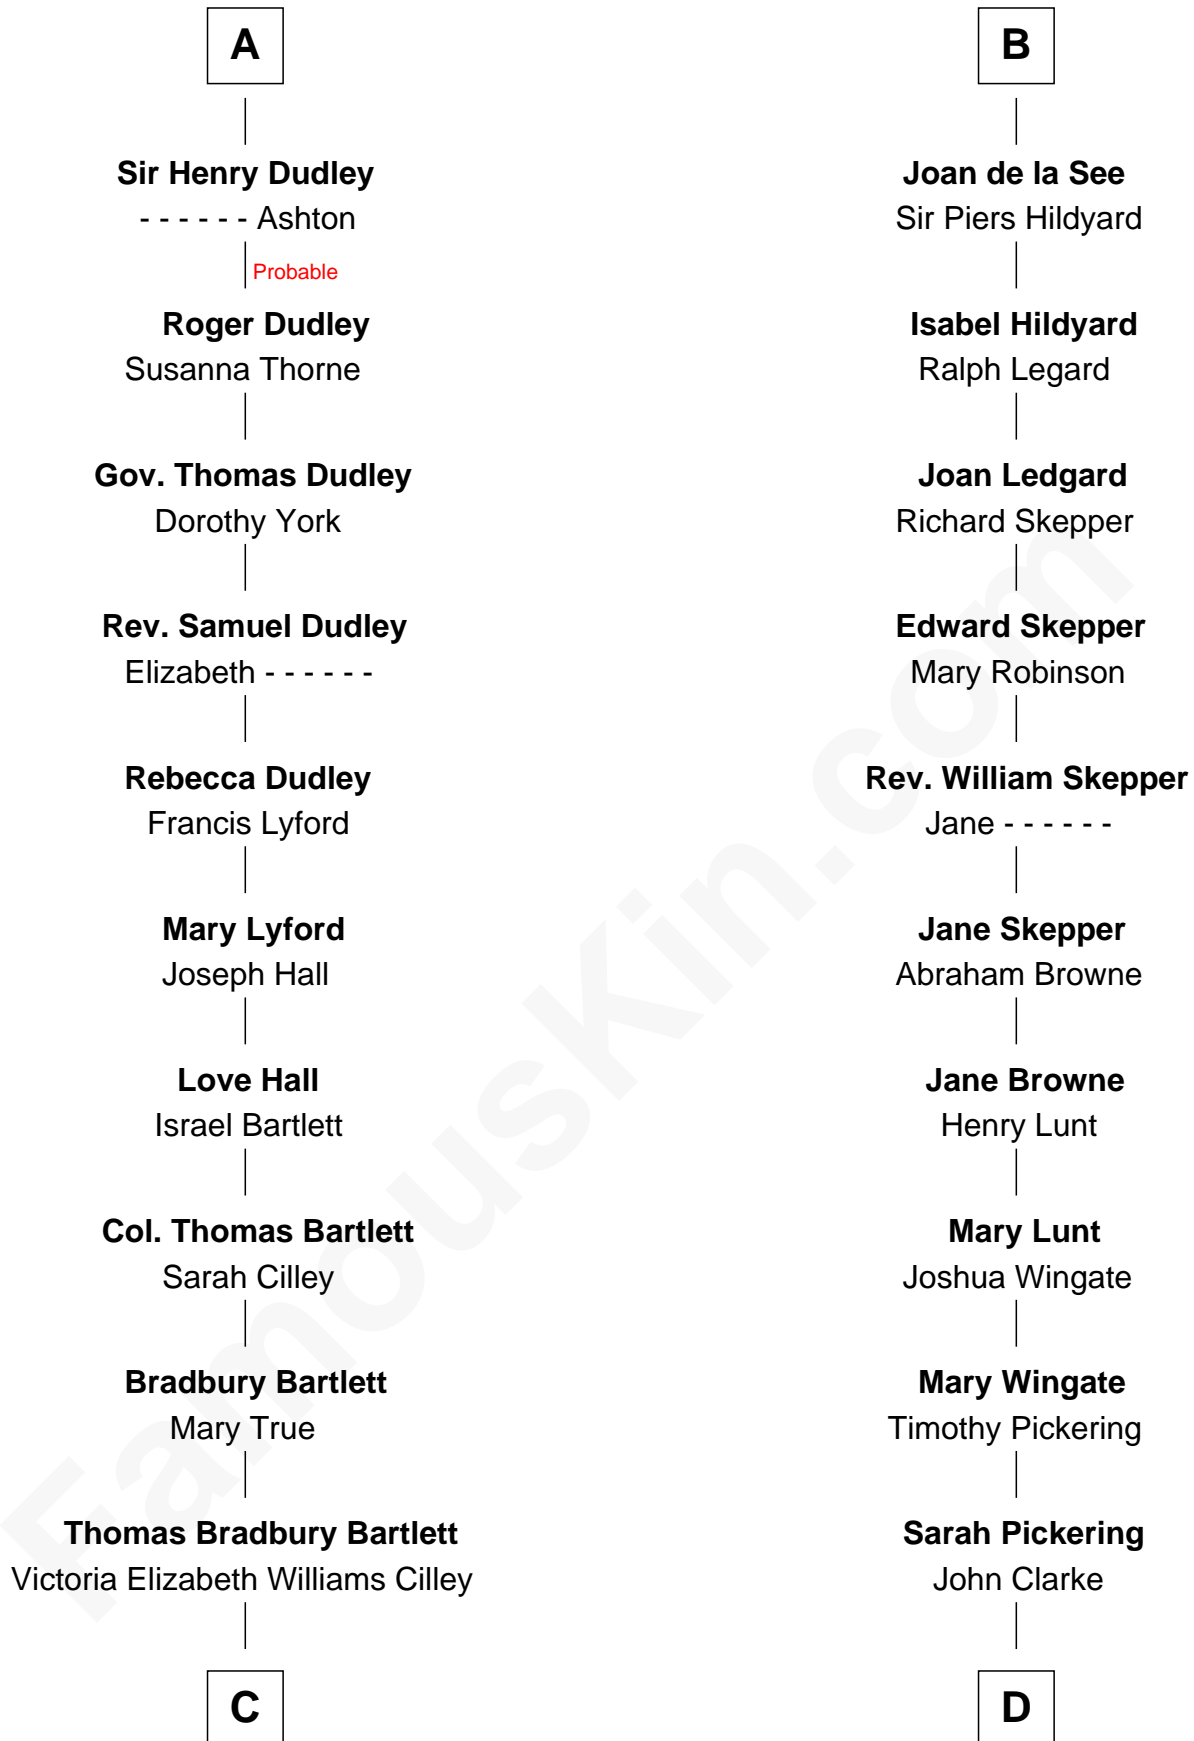 A
Sir Henry Dudley
- - - - - - Ashton
Probable
Roger Dudley
Susanna Thorne
Gov. Thomas Dudley
Dorothy York
Rev. Samuel Dudley
Elizabeth - - - - - -
Rebecca Dudley
Francis Lyford
Mary Lyford
Joseph Hall
Love Hall
Israel Bartlett
Col. Thomas Bartlett
Sarah Cilley
Bradbury Bartlett
Mary True
Thomas Bradbury Bartlett
Victoria Elizabeth Williams Cilley
C
B
Joan de la See
Sir Piers Hildyard
Isabel Hildyard
Ralph Legard
Joan Ledgard
Richard Skepper
Edward Skepper
Mary Robinson
Rev. William Skepper
Jane - - - - - -
Jane Skepper
Abraham Browne
Jane Browne
Henry Lunt
Mary Lunt
Joshua Wingate
Mary Wingate
Timothy Pickering
Sarah Pickering
John Clarke
D
FamousKin.com